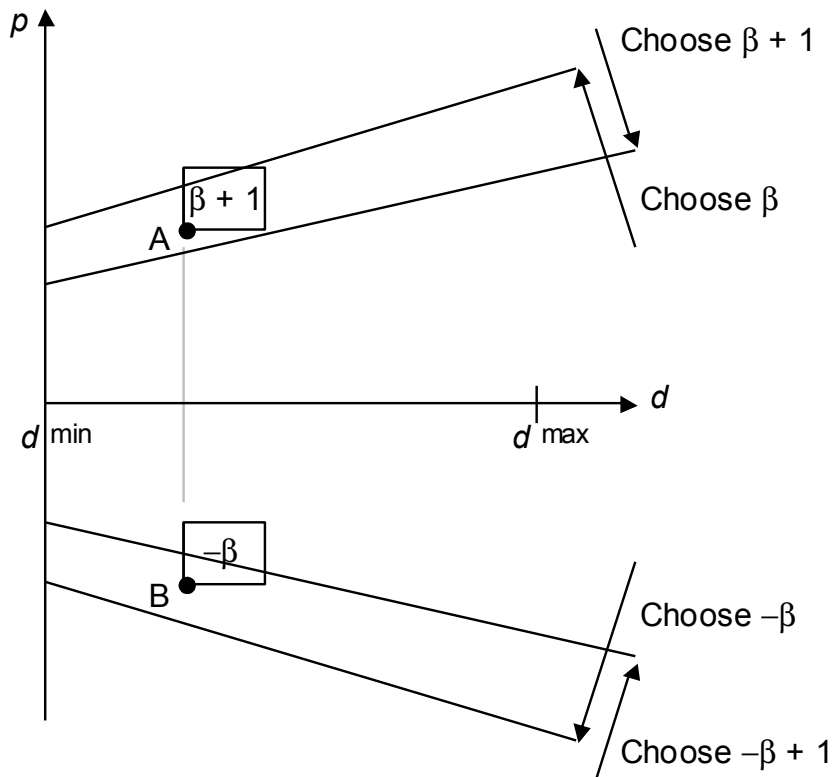 p
Choose β + 1
β + 1
Choose β
A
d
d min
d max
–β
B
Choose –β
Choose –β + 1